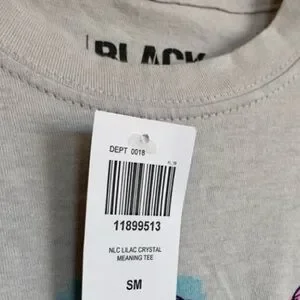 BLACK
DEPT 0018
11899513
NLC LILAC CRYSTAL
MEANING TEE
SM